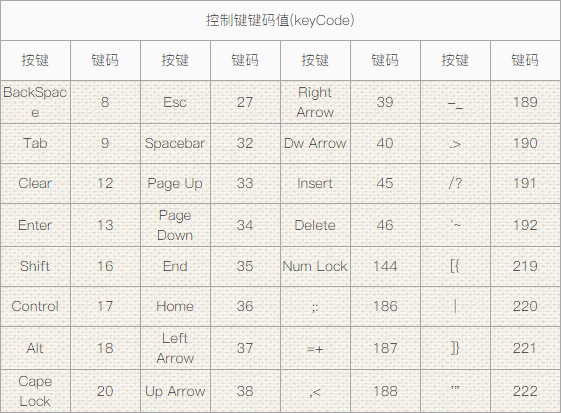 控制键键码值(keyCode)
按键 键码 按键 键码 按键 键码 按键 键码
BackSpac
e 8 Esc 27 Right
Arrow 39 -_ 189
Tab 9 Spacebar 32 Dw Arrow 40 .> 190
Clear 12 Page Up 33 Insert 45 /? 191
Enter 13 Page
Down 34 Delete 46 `~ 192
Shift 16 End 35 Num Lock 144 [{ 219
Control 17 Home 36 ;: 186 | 220
Alt 18 Left
Arrow 37 =+ 187 ]} 221
Cape
Lock 20 Up Arrow 38 ,< 188 '" 222